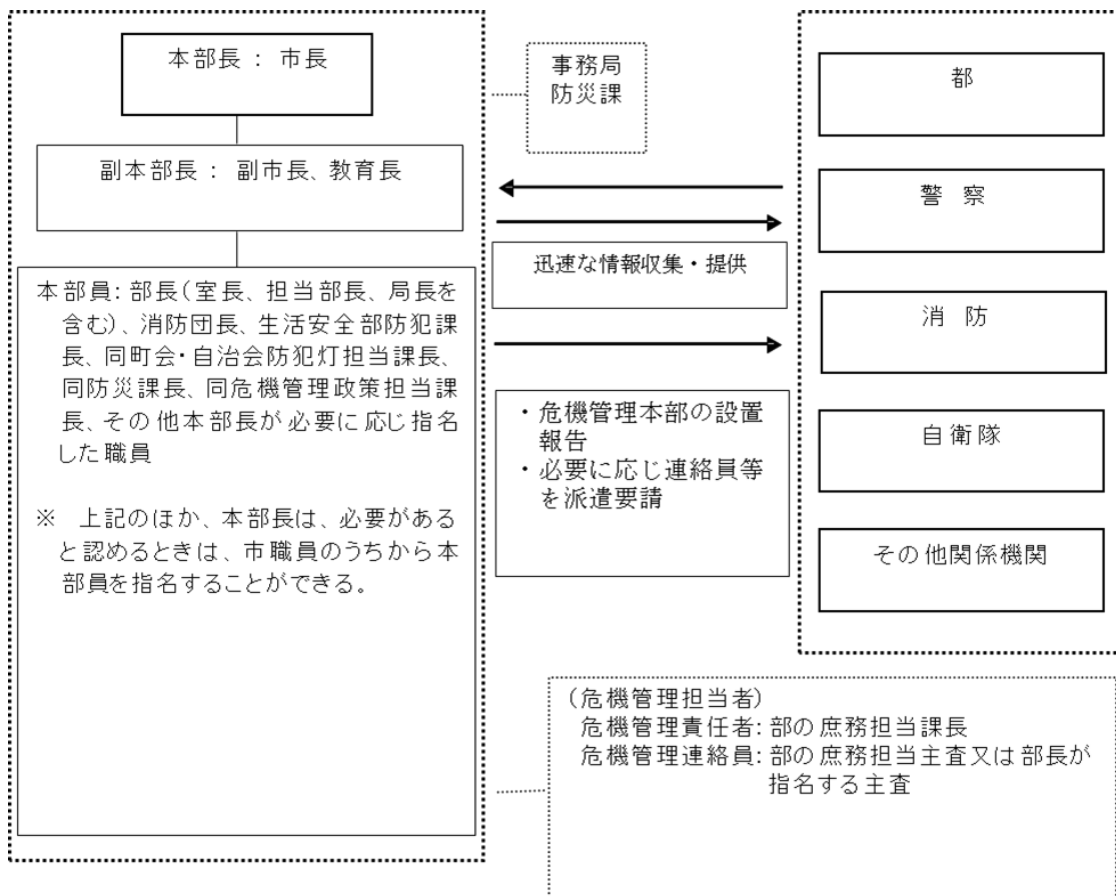 本部長 ： 市長
副本部長 ： 副市長、教育長
本部員: 部長（室長、担当部長、局長を
含む）、消防団長、生活安全部防犯課
長、同町会・自治会防犯灯担当課長、
同防災課長、同危機管理政策担当課
長、その他本部長が必要に応じ指名
した職員
※　上記のほか、本部長は、必要がある
と認めるときは、市職員のうちから本
部員を指名することができる。
事務局
防災課
迅速な情報収集・提供
・危機管理本部の設置
報告
・必要に応じ連絡員等
を派遣要請
都
警　察
消　防
自衛隊
その他関係機関
（危機管理担当者）
危機管理責任者: 部の庶務担当課長
危機管理連絡員: 部の庶務担当主査又は部長が
指名する主査